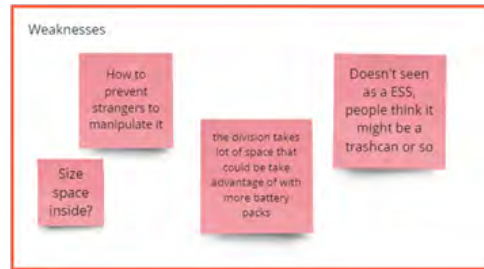 Weaknesses
How to
prevent
strangers to
manipulate it
Doesn't seen
as a ESS,
people think it
might be a
trashcan or so
the division takes
lot of space that
could be take
advantage of with
more battery
packs
Size
space
inside?